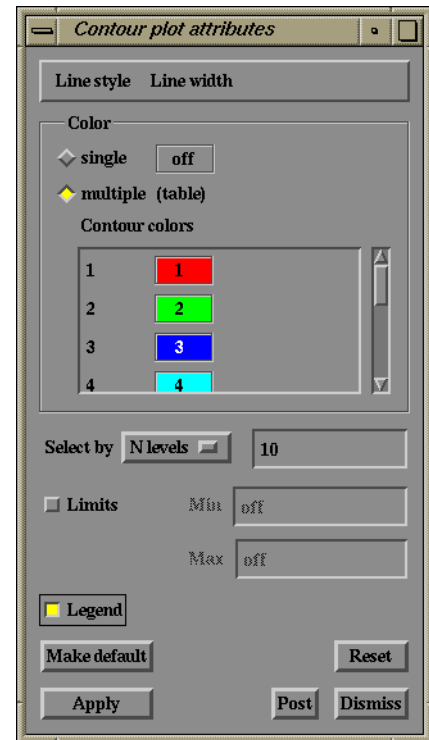 Contour plot attributes
Line style Line width
Color
single off
multiple (table)
Contour colors
1 1
2 2
3 3
4 4
Select by N levels 10
Limits Min off
Max off
Legend
Make default Reset
Apply Post Dismiss